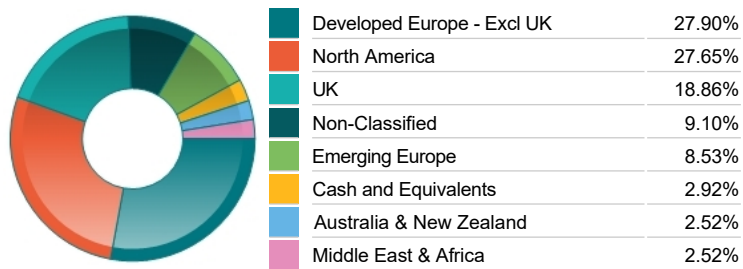 Developed Europe - Excl UK 27.90%
North America 27.65%
UK 18.86%
Non-Classified 9.10%
Emerging Europe 8.53%
Cash and Equivalents 2.92%
Australia & New Zealand 2.52%
Middle East & Africa 2.52%